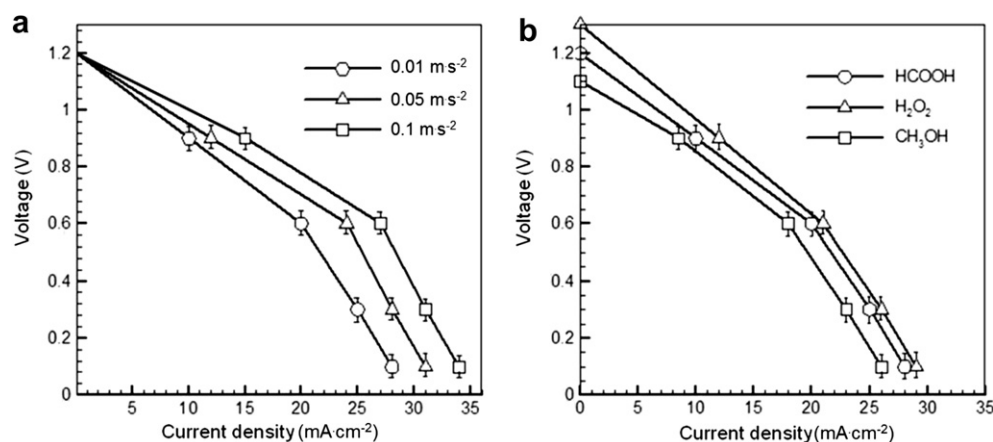 a
0.01 m·s-2
0.05 m·s-2
0.1 m·s-2
Voltage (V)
1.2
1
0.8
0.6
0.4
0.2
0
5 10 15 20 25 30 35
Current density (mA·cm-2)
b
HCOOH
H2O2
CH3OH
Voltage (V)
1.2
1
0.8
0.6
0.4
0.2
0
0 5 10 15 20 25 30 35
Current density (mA·cm-2)